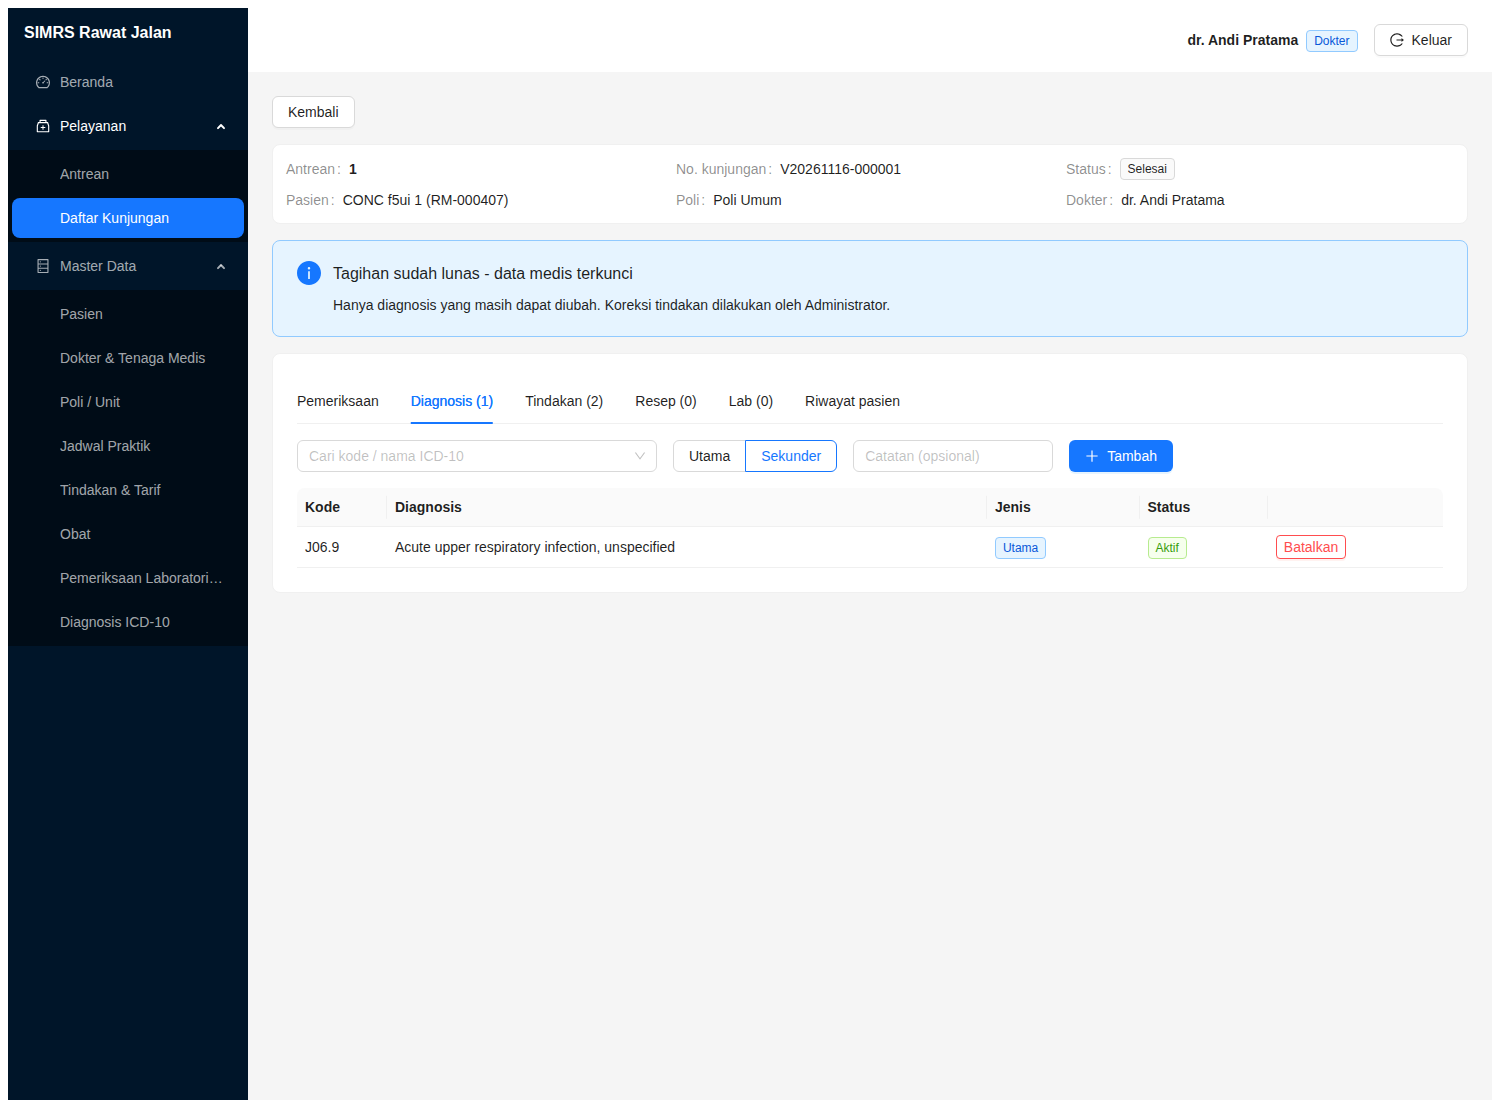 SIMRS Rawat Jalan
dr. Andi Pratama Dokter Keluar
Beranda
Pelayanan
Antrean
Daftar Kunjungan
Master Data
Pasien
Dokter & Tenaga Medis
Poli / Unit
Jadwal Praktik
Tindakan & Tarif
Obat
Pemeriksaan Laboratori...
Diagnosis ICD-10
Kembali
Antrean : 1 No. kunjungan : V20261116-000001 Status : Selesai
Pasien : CONC f5ui 1 (RM-000407) Poli : Poli Umum Dokter : dr. Andi Pratama
Tagihan sudah lunas - data medis terkunci
Hanya diagnosis yang masih dapat diubah. Koreksi tindakan dilakukan oleh Administrator.
Pemeriksaan Diagnosis (1) Tindakan (2) Resep (0) Lab (0) Riwayat pasien
Cari kode / nama ICD-10 Utama Sekunder Catatan (opsional) Tambah
Kode Diagnosis Jenis Status
J06.9 Acute upper respiratory infection, unspecified Utama Aktif Batalkan